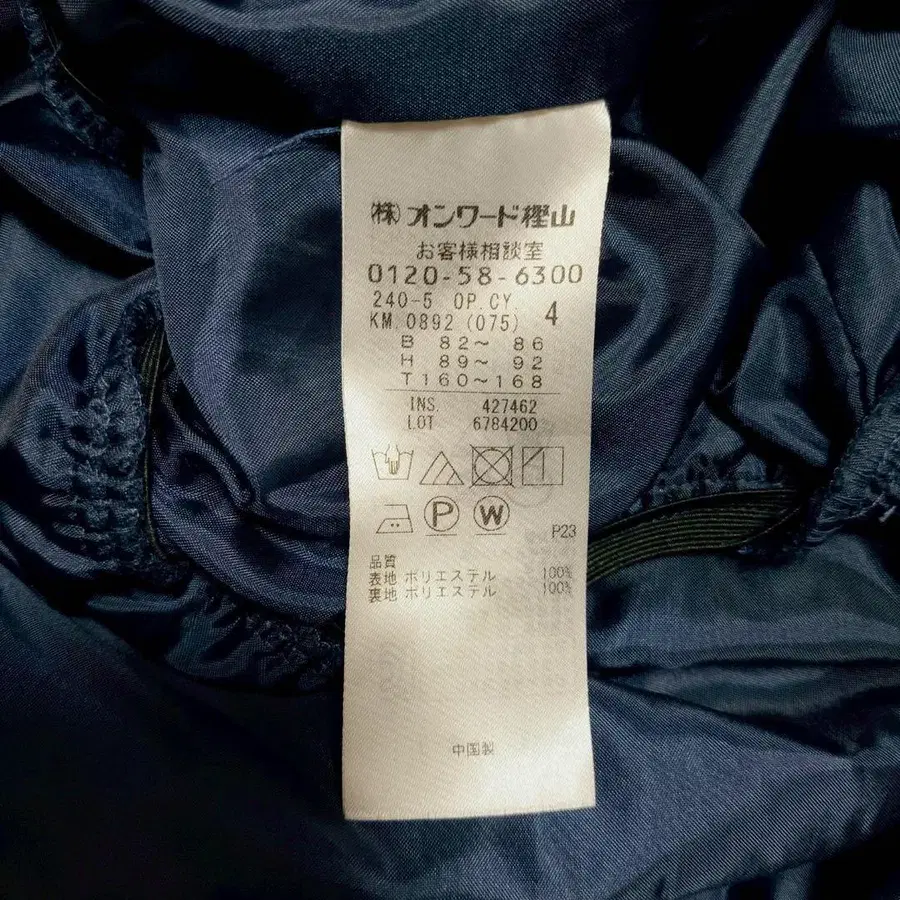 (株)オンワード樫山
お客様相談室
0120-58-6300
240-5 OP.CY
KM.0892(075) 4
B 82～ 86
H 89～ 92
T160～168
INS. 427462
LOT 6784200
P W
P23
品質
表地 ポリエステル 100%
裏地 ポリエステル 100%
中国製